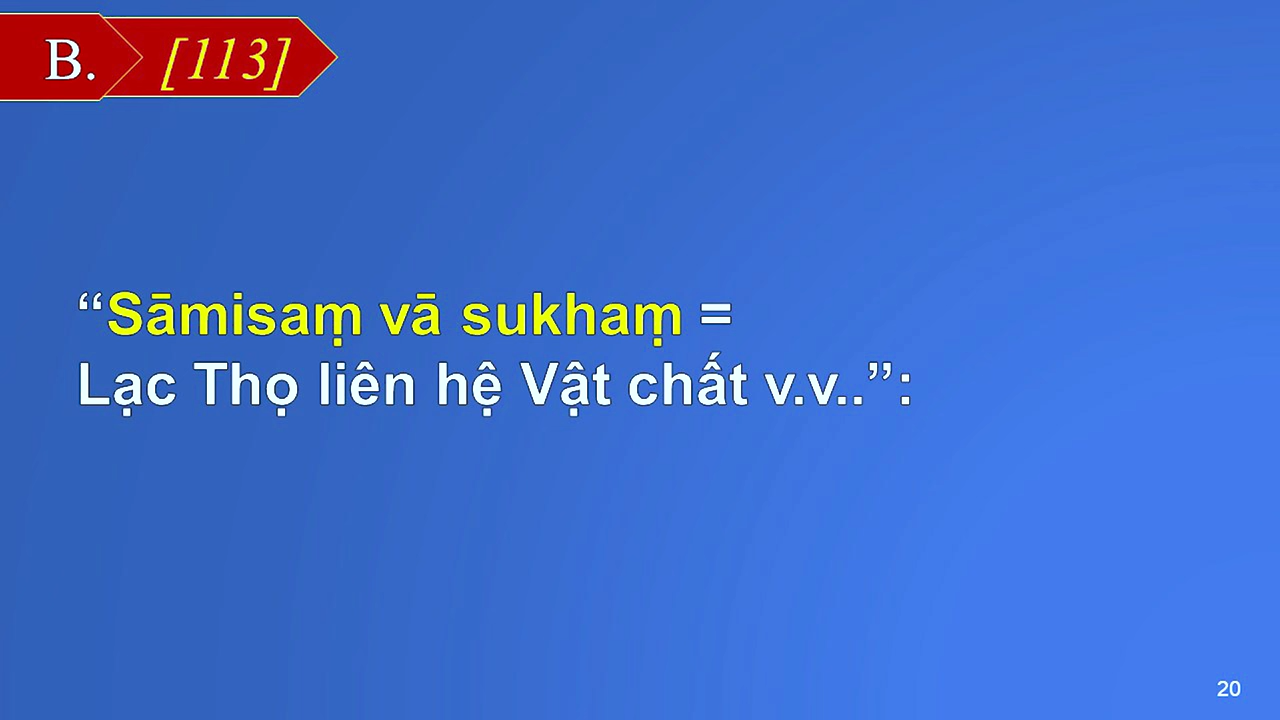 B. [113]
“Sāmisaṃ vā sukhaṃ =
Lạc Thọ liên hệ Vật chất v.v..”:
20